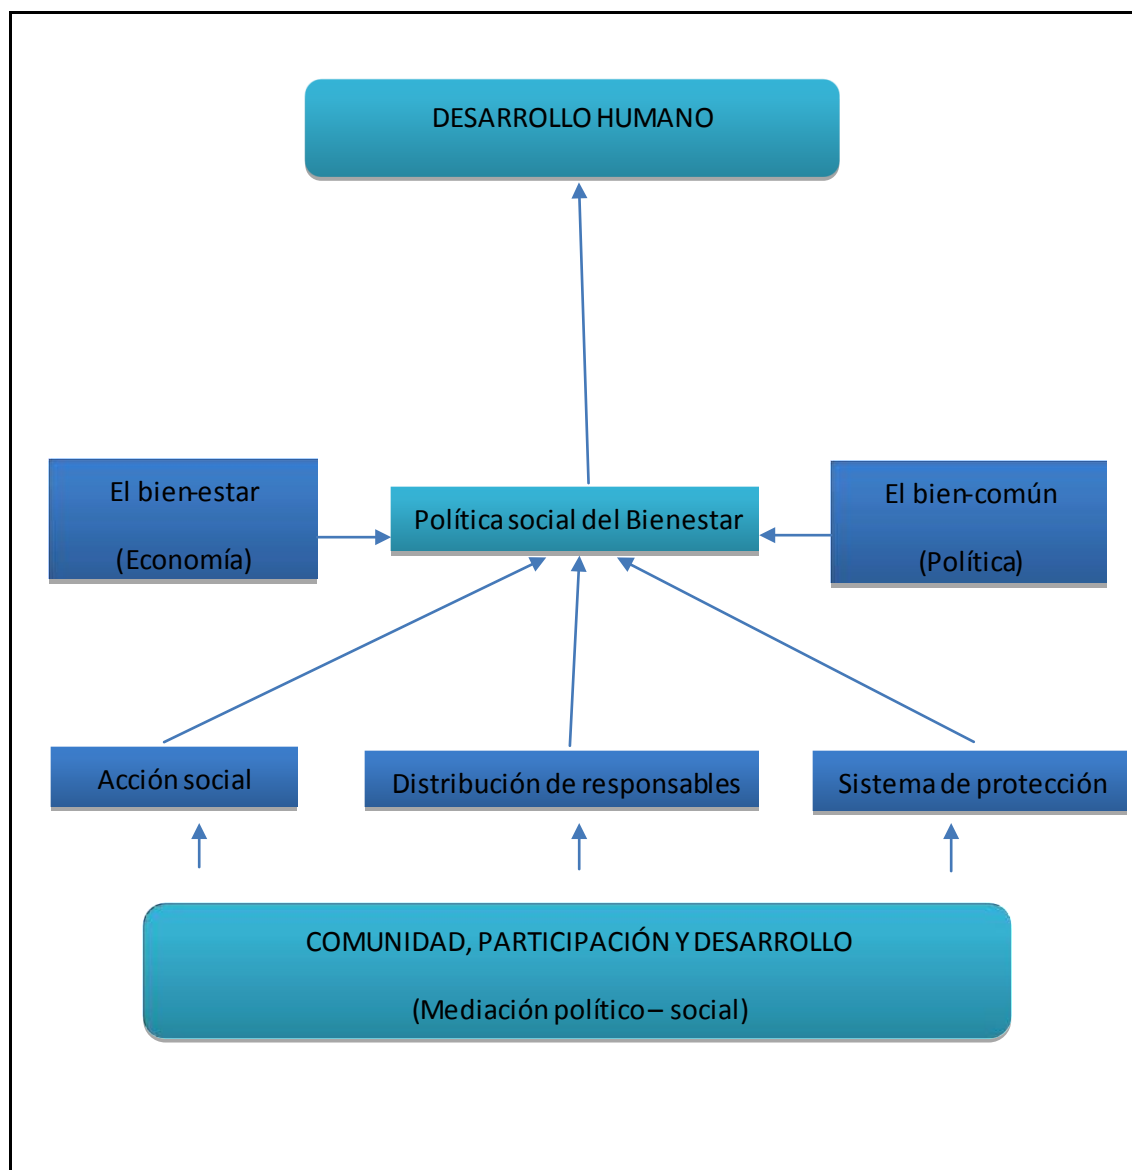 DESARROLLO HUMANO
El bien-estar
(Economía)
Política social del Bienestar
El bien-común
(Política)
Acción social
Distribución de responsables
Sistema de protección
COMUNIDAD, PARTICIPACIÓN Y DESARROLLO
(Mediación político – social)